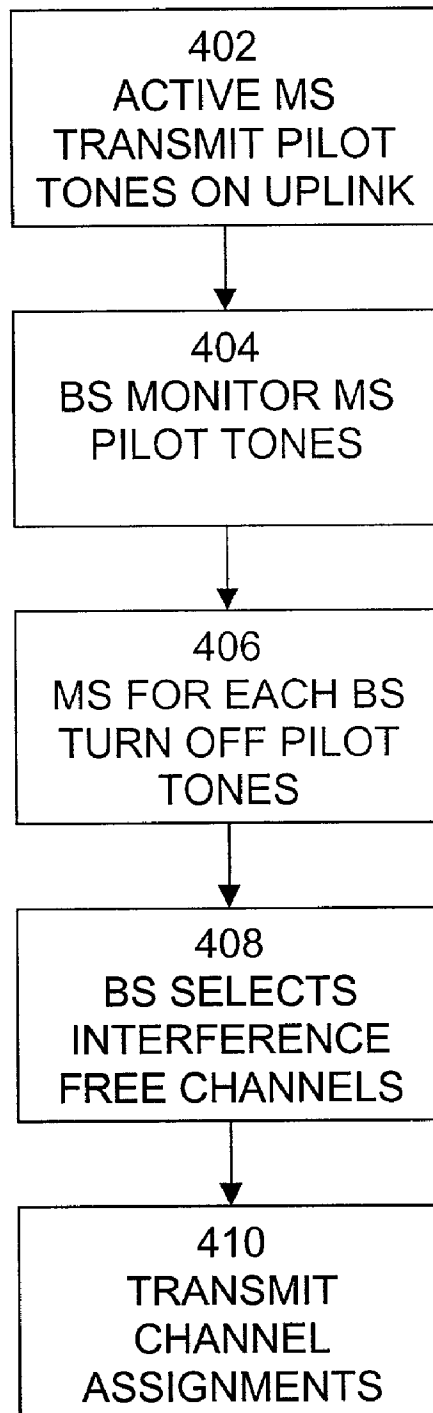 402
ACTIVE MS
TRANSMIT PILOT
TONES ON UPLINK
404
BS MONITOR MS
PILOT TONES
406
MS FOR EACH BS
TURN OFF PILOT
TONES
408
BS SELECTS
INTERFERENCE
FREE CHANNELS
410
TRANSMIT
CHANNEL
ASSIGNMENTS